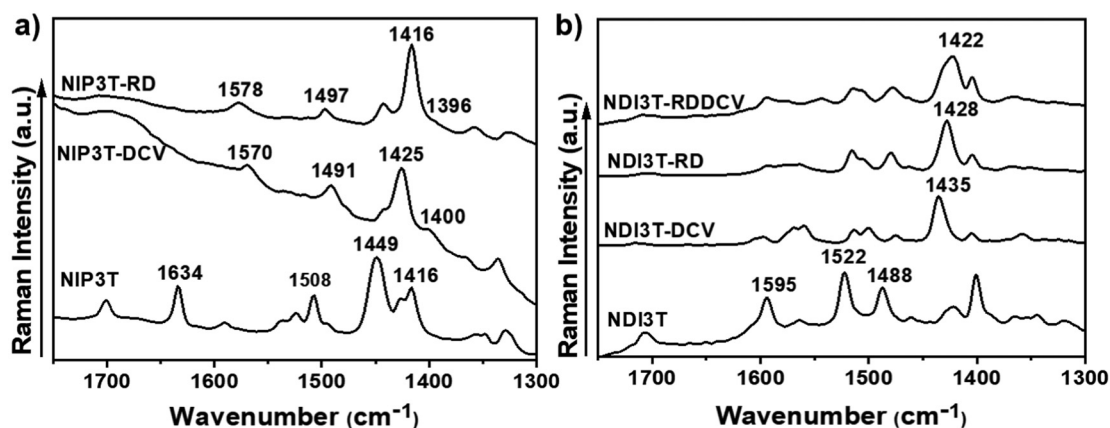 a)
Raman Intensity (a.u.)
1416
NIP3T-RD
1578
1497
1396
NIP3T-DCV
1570
1491
1425
1400
1449
NIP3T
1634
1508
1416
1700 1600 1500 1400 1300
Wavenumber (cm⁻¹)
b)
Raman Intensity (a.u.)
1422
NDI3T-RDDCV
1428
NDI3T-RD
1435
NDI3T-DCV
1522
1595
1488
NDI3T
1700 1600 1500 1400 1300
Wavenumber (cm⁻¹)